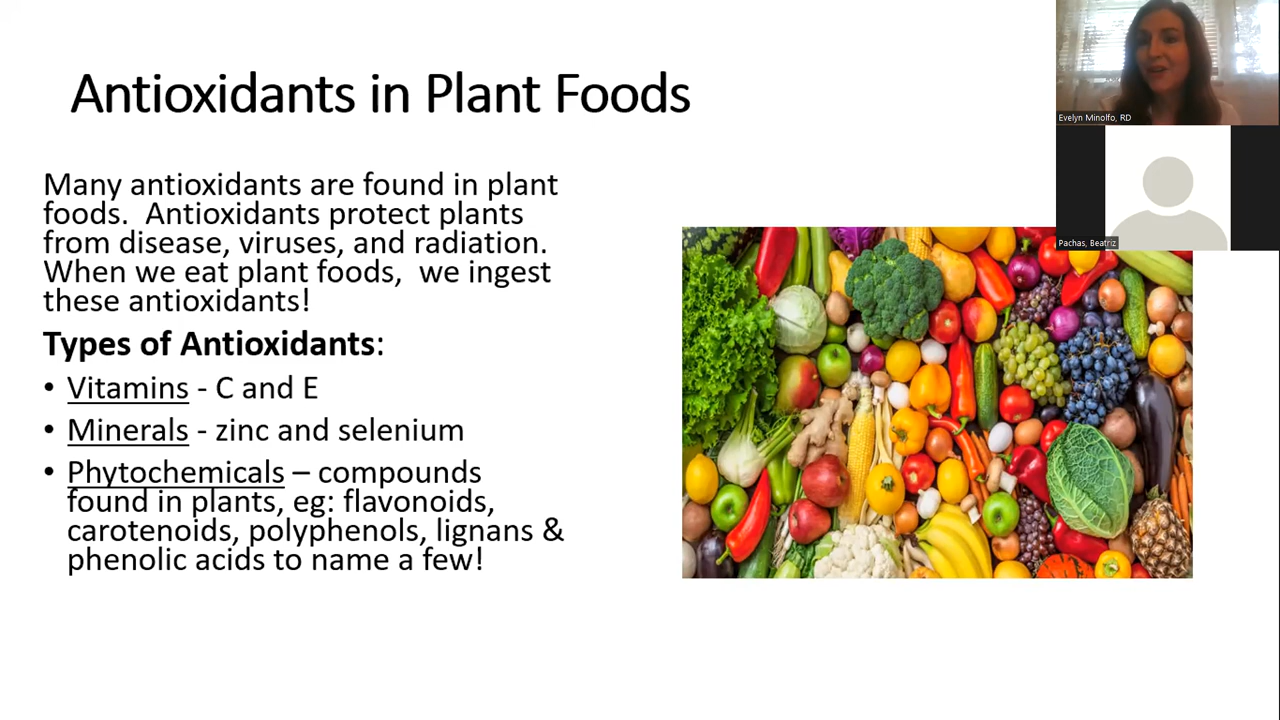 Antioxidants in Plant Foods
Evelyn Minolfo, RD
Pachas, Beatriz
Many antioxidants are found in plant
foods.  Antioxidants protect plants
from disease, viruses, and radiation.
When we eat plant foods,  we ingest
these antioxidants!
Types of Antioxidants:
• Vitamins - C and E
• Minerals - zinc and selenium
• Phytochemicals – compounds
found in plants, eg: flavonoids,
carotenoids, polyphenols, lignans &
phenolic acids to name a few!